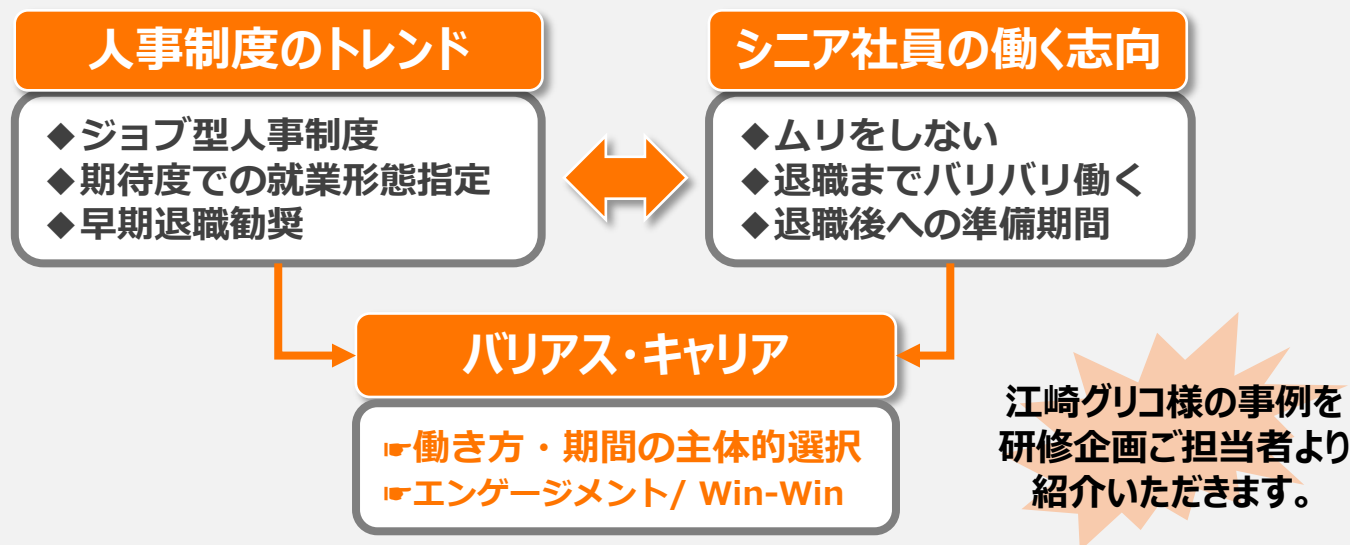 人事制度のトレンド
◆ジョブ型人事制度
◆期待度での就業形態指定
◆早期退職勧奨
シニア社員の働く志向
◆ムリをしない
◆退職までバリバリ働く
◆退職後への準備期間
バリアス・キャリア
☛働き方・期間の主体的選択
☛エンゲージメント/ Win-Win
江崎グリコ様の事例を
研修企画ご担当者より
紹介いただきます。